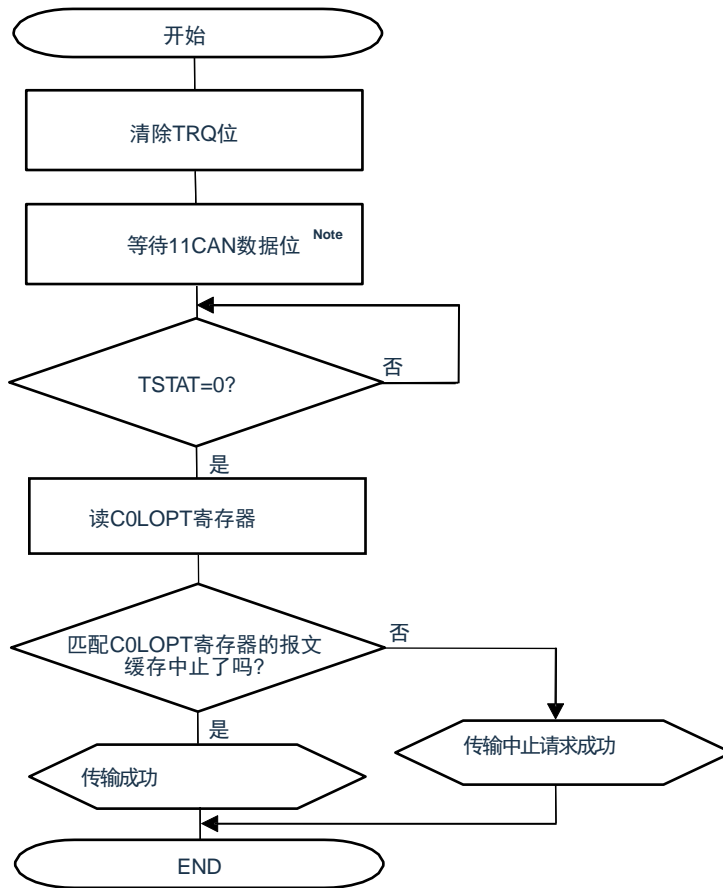 开始
清除TRQ位
等待11CAN数据位 Note
TSTAT=0?
否
是
读C0LOPT寄存器
匹配C0LOPT寄存器的报文
缓存中止了吗?
否
是
传输成功
传输中止请求成功
END